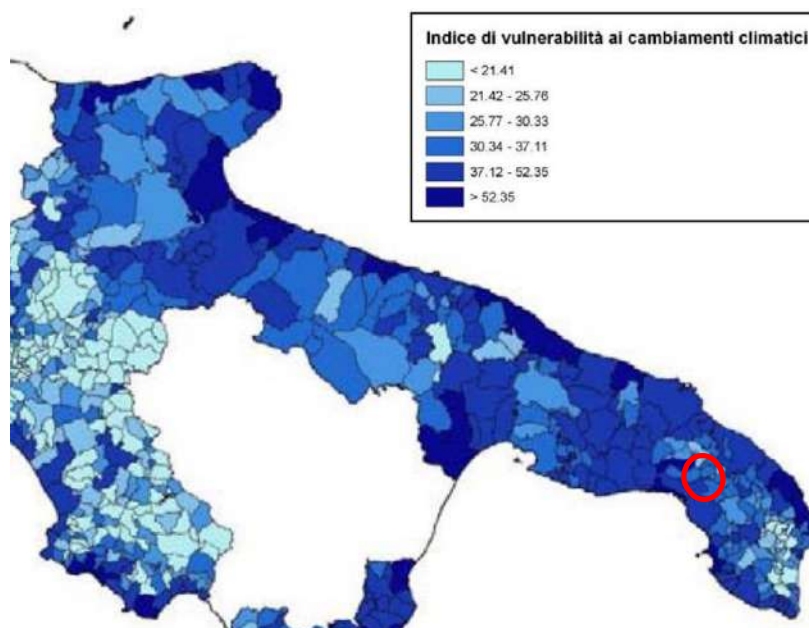 Indice di vulnerabilità ai cambiamenti climatici
< 21.41
21.42 - 25.76
25.77 - 30.33
30.34 - 37.11
37.12 - 52.35
> 52.35